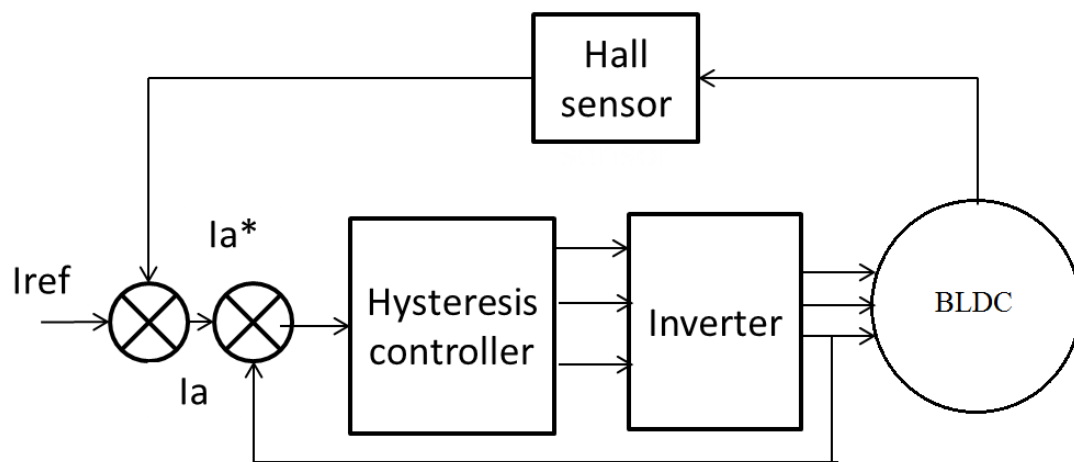 Hall
sensor
Ia*
Iref
Hysteresis
controller
Inverter
BLDC
Ia